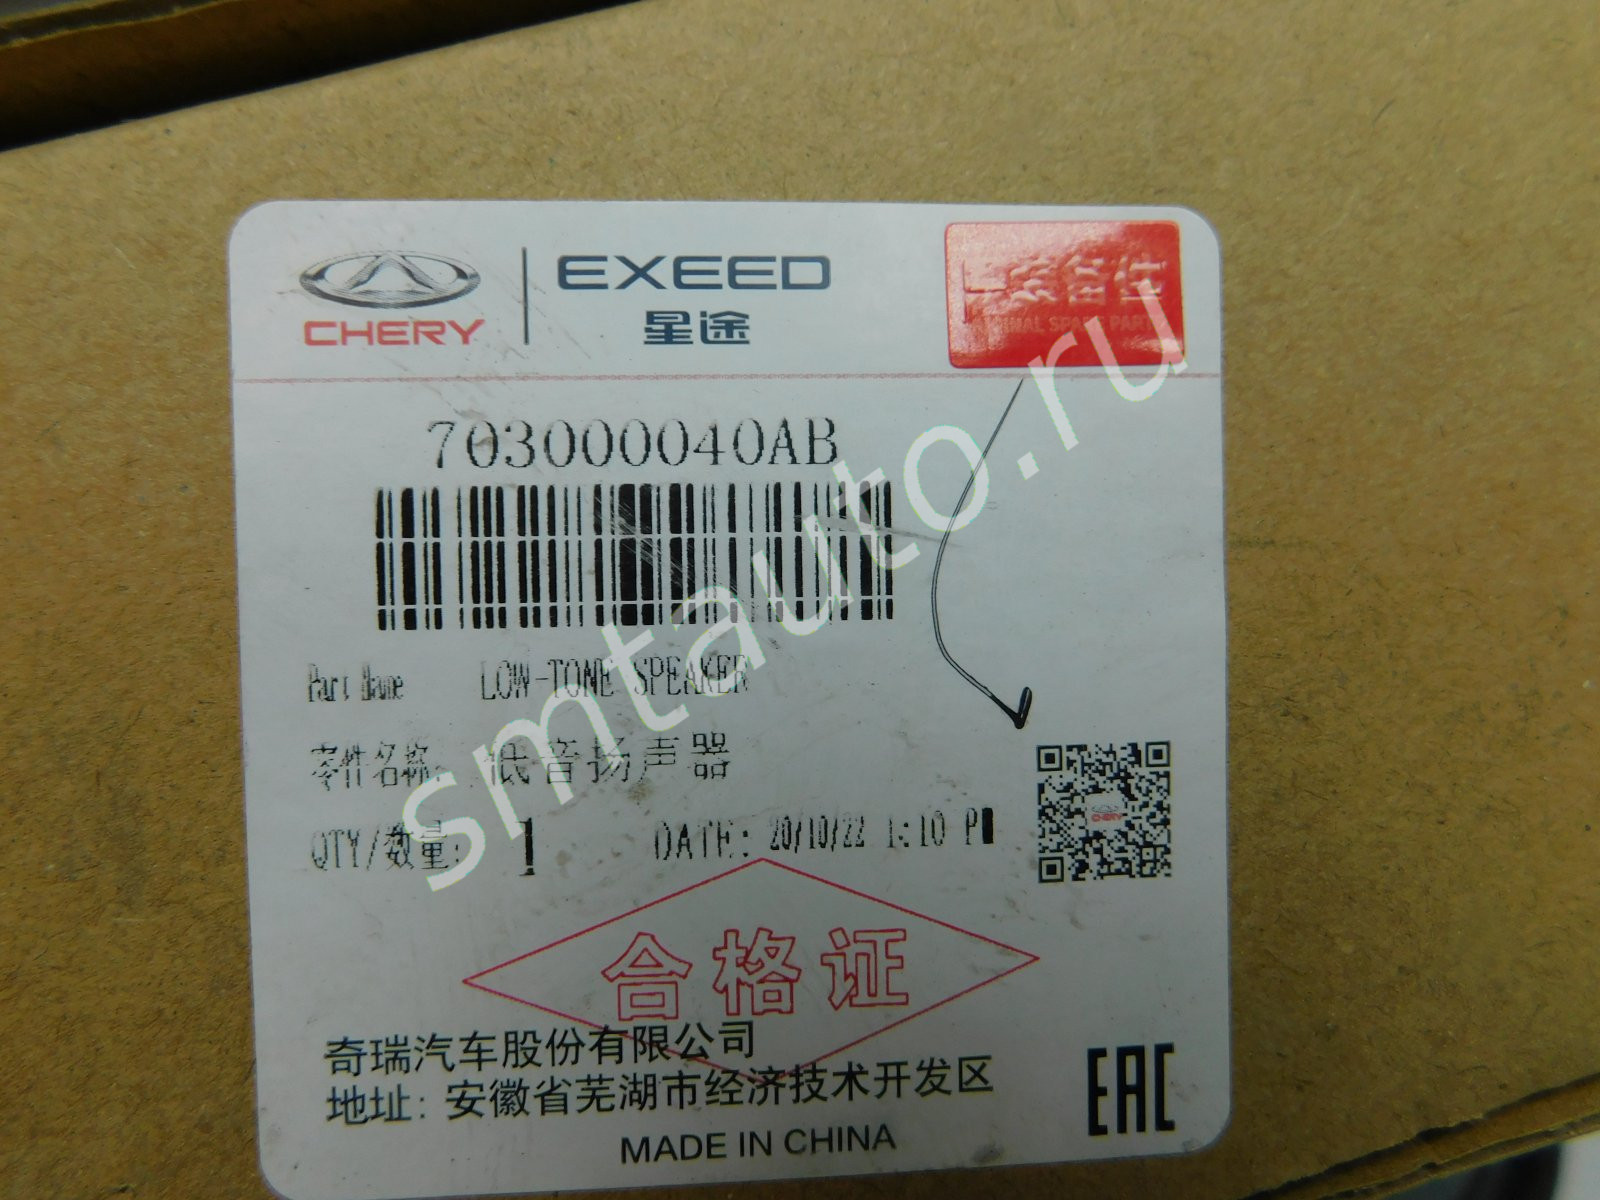 CHERY
EXEED
星途
703000040AB
Part Name LOW-TONE SPEAKER
零件名称: 低音扬声器
QTY/数量: 1 DATE: 20/10/22 1:10 P
CHERY
合格证
奇瑞汽车股份有限公司
地址: 安徽省芜湖市经济技术开发区
MADE IN CHINA
EAC
smtauto.ru